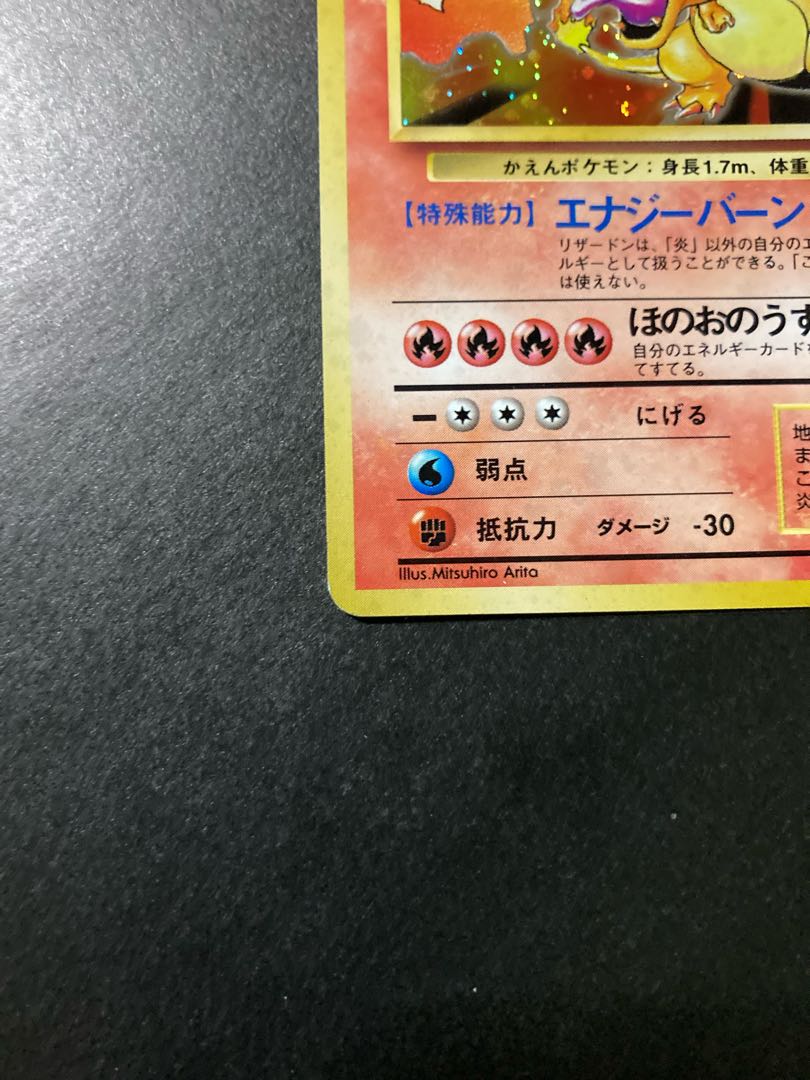 かえんポケモン：身長1.7m、体重
【特殊能力】エナジーバーン
リザードンは、「炎」以外の自分のエ
ルギーとして扱うことができる。「こ
は使えない。
ほのおのうず
自分のエネルギーカードを
てすてる。
にげる
地
弱点
ま
こ
炎
抵抗力 ダメージ -30
Illus.Mitsuhiro Arita